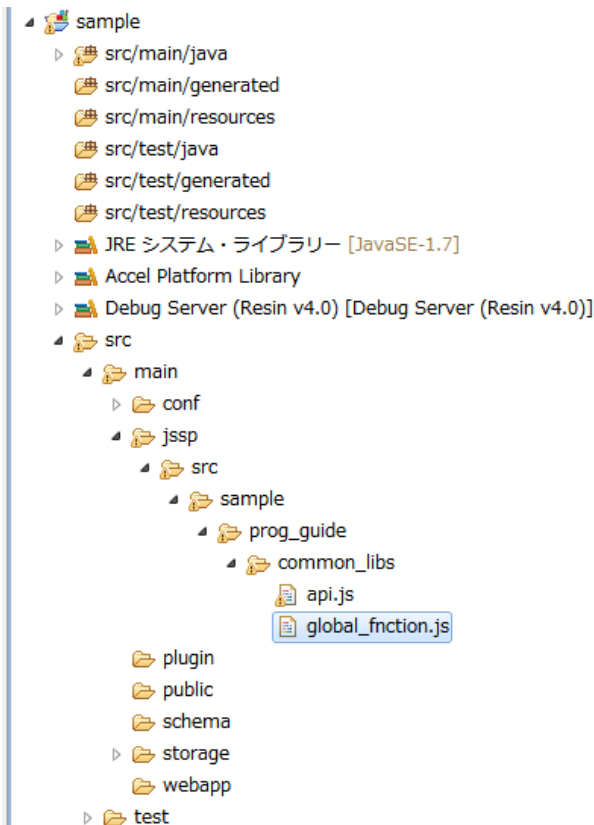 sample
src/main/java
src/main/generated
src/main/resources
src/test/java
src/test/generated
src/test/resources
JRE システム・ライブラリー [JavaSE-1.7]
Accel Platform Library
Debug Server (Resin v4.0) [Debug Server (Resin v4.0)]
src
main
conf
jssp
src
sample
prog_guide
common_libs
api.js
global_fnction.js
plugin
public
schema
storage
webapp
test